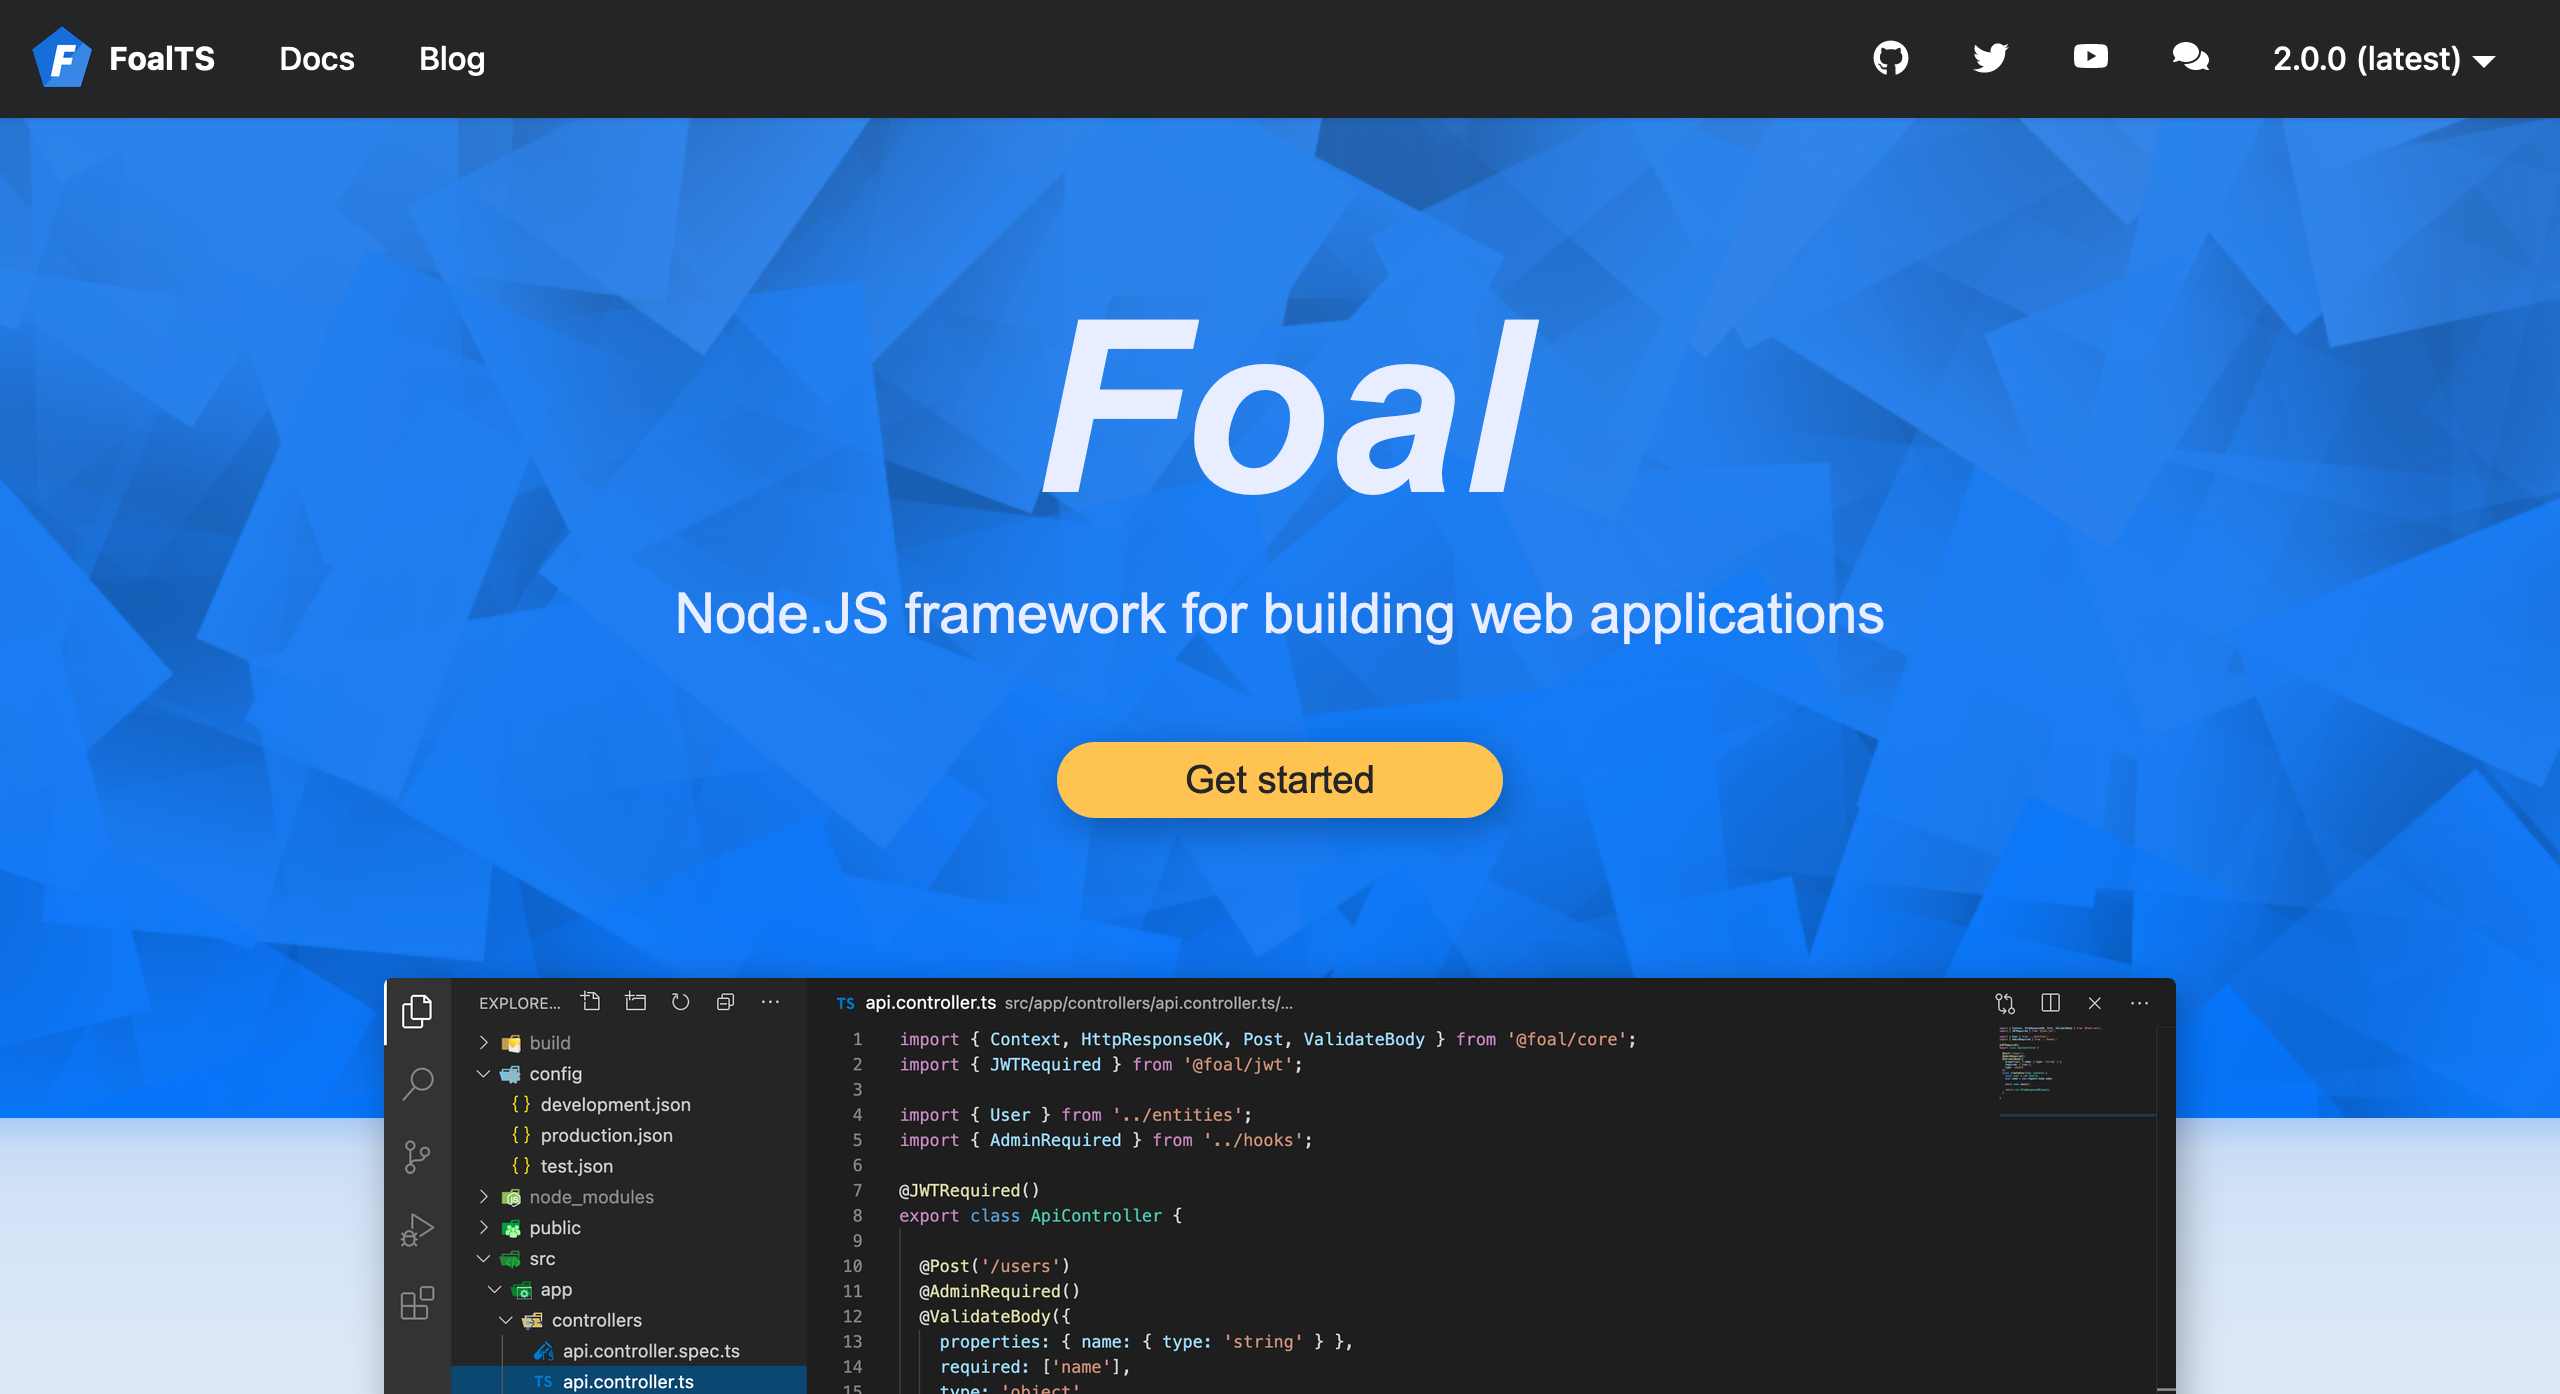 FoalTS Docs Blog 2.0.0 (latest)
Foal
Node.JS framework for building web applications
Get started
EXPLORE...
build
config
{ } development.json
{ } production.json
{ } test.json
node_modules
public
src
app
controllers
api.controller.spec.ts
TS api.controller.ts
TS api.controller.ts src/app/controllers/api.controller.ts/...
1 import { Context, HttpResponseOK, Post, ValidateBody } from '@foal/core';
2 import { JWTRequired } from '@foal/jwt';
3
4 import { User } from '../entities';
5 import { AdminRequired } from '../hooks';
6
7 @JWTRequired()
8 export class ApiController {
9
10 @Post('/users')
11 @AdminRequired()
12 @ValidateBody({
13 properties: { name: { type: 'string' } },
14 required: ['name'],
15 type: 'object'